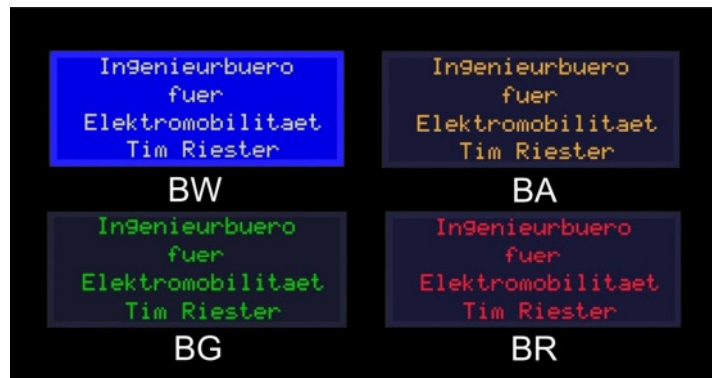 Ingenieurbuero
fuer
Elektromobilitaet
Tim Riester
BW
Ingenieurbuero
fuer
Elektromobilitaet
Tim Riester
BA
Ingenieurbuero
fuer
Elektromobilitaet
Tim Riester
BG
Ingenieurbuero
fuer
Elektromobilitaet
Tim Riester
BR